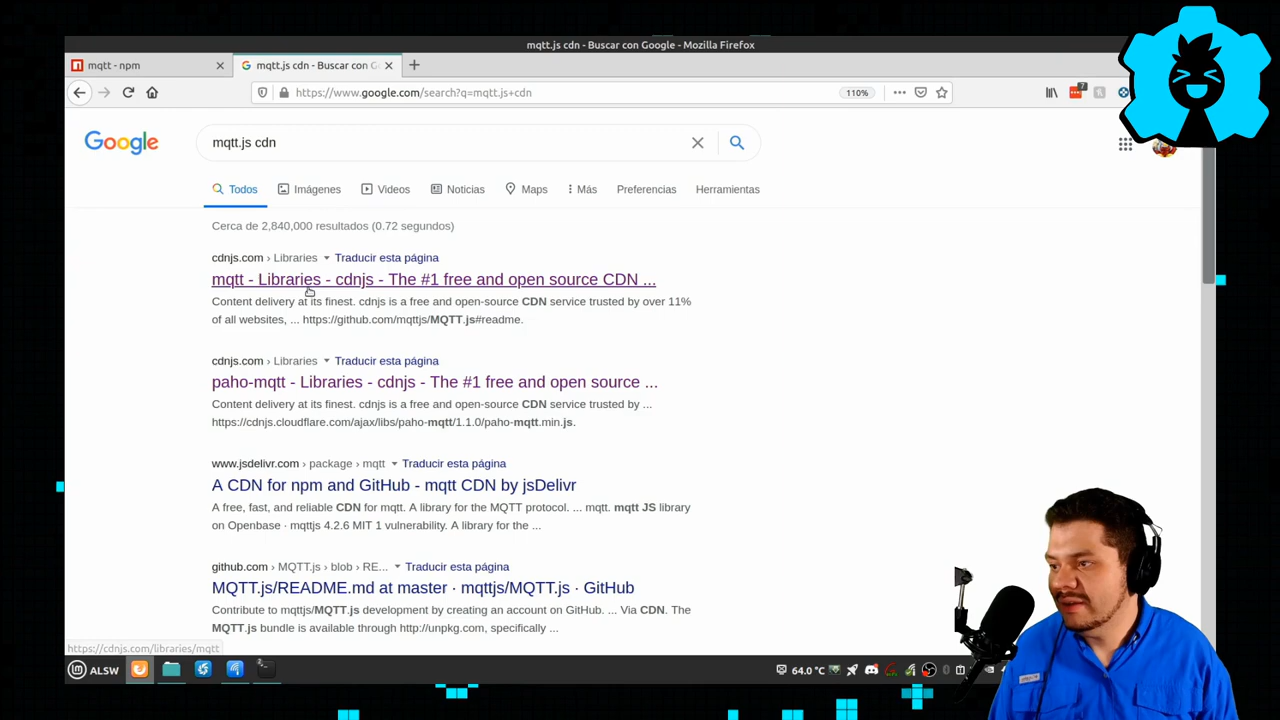 mqtt.js cdn - Buscar con Google - Mozilla Firefox
mqtt - npm
mqtt.js cdn - Buscar con G
https://www.google.com/search?q=mqtt.js+cdn
110%
7
Google
mqtt.js cdn
Todos
Imágenes
Videos
Noticias
Maps
Más
Preferencias
Herramientas
Cerca de 2,840,000 resultados (0.72 segundos)
cdnjs.com › Libraries Traducir esta página
mqtt - Libraries - cdnjs - The #1 free and open source CDN ...
Content delivery at its finest. cdnjs is a free and open-source CDN service trusted by over 11%
of all websites, ... https://github.com/mqttjs/MQTT.js#readme.
cdnjs.com › Libraries Traducir esta página
paho-mqtt - Libraries - cdnjs - The #1 free and open source ...
Content delivery at its finest. cdnjs is a free and open-source CDN service trusted by ...
https://cdnjs.cloudflare.com/ajax/libs/paho-mqtt/1.1.0/paho-mqtt.min.js.
www.jsdelivr.com › package › mqtt Traducir esta página
A CDN for npm and GitHub - mqtt CDN by jsDelivr
A free, fast, and reliable CDN for mqtt. A library for the MQTT protocol. ... mqtt. mqtt JS library
on Openbase · mqttjs 4.2.6 MIT 1 vulnerability. A library for the ...
github.com › MQTT.js › blob › RE... Traducir esta página
MQTT.js/README.md at master · mqttjs/MQTT.js · GitHub
Contribute to mqttjs/MQTT.js development by creating an account on GitHub. ... Via CDN. The
MQTT.js bundle is available through http://unpkg.com, specifically ...
https://cdnjs.com/libraries/mqtt
ALSW
64.0 °C